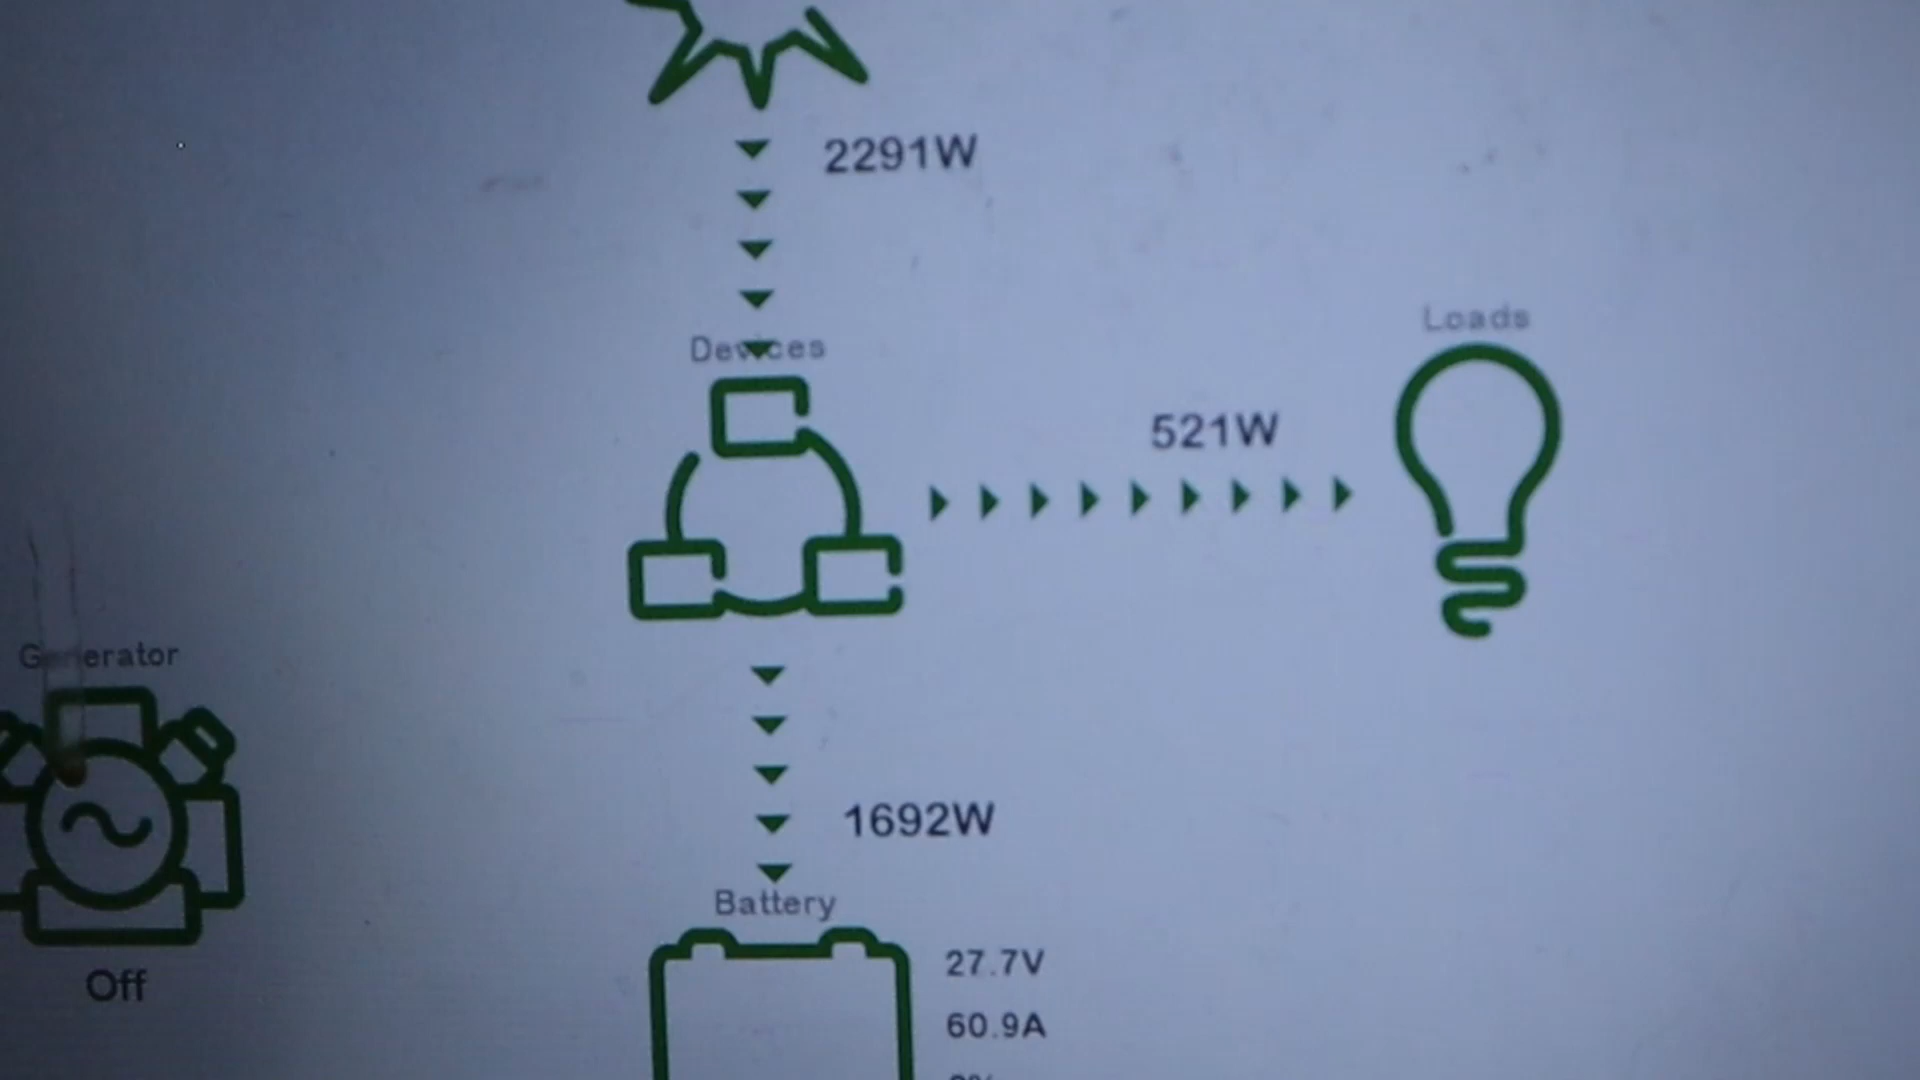 2291W
Devices
Loads
521W
Generator
1692W
Battery
Off
27.7V
60.9A